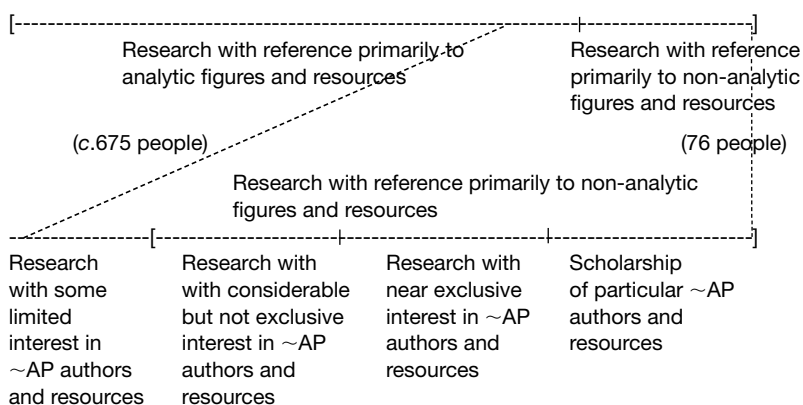 Research with reference primarily to
analytic figures and resources
Research with reference
primarily to non-analytic
figures and resources
(c.675 people)
(76 people)
Research with reference primarily to non-analytic
figures and resources
Research
with some
limited
interest in
~AP authors
and resources
Research with
with considerable
but not exclusive
interest in ~AP
authors and
resources
Research with
near exclusive
interest in ~AP
authors and
resources
Scholarship
of particular ~AP
authors and
resources